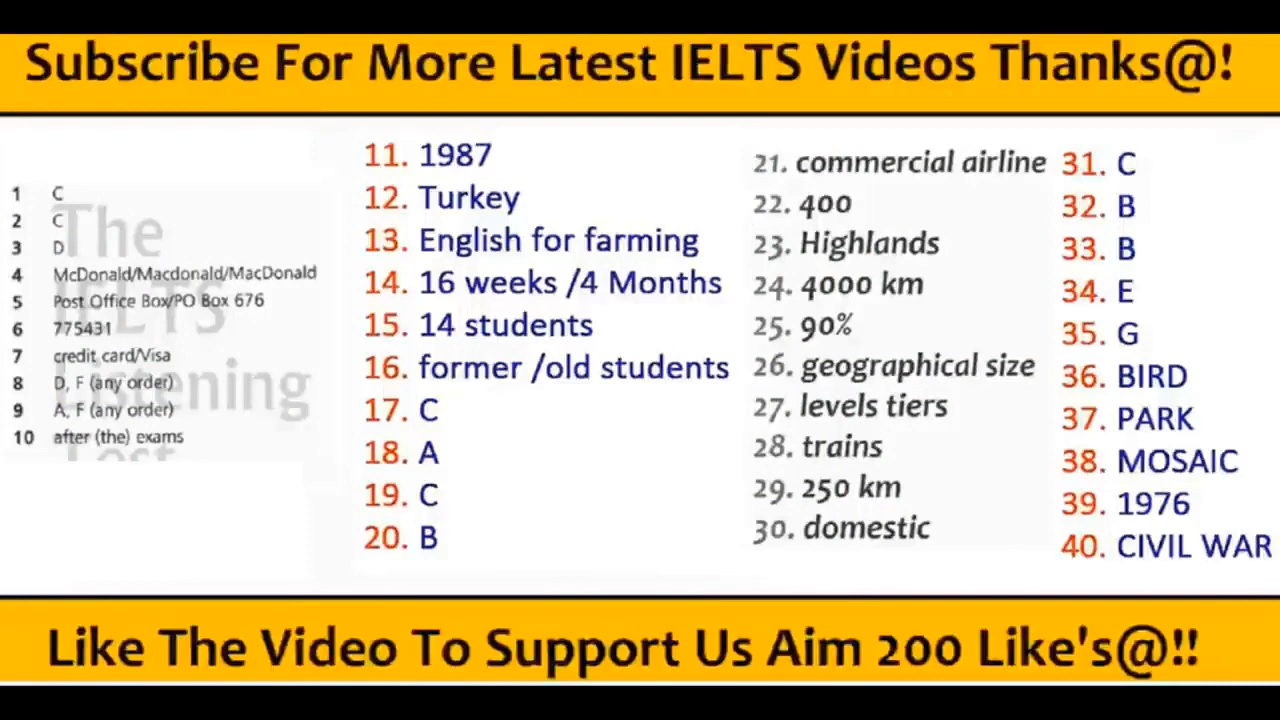 Subscribe For More Latest IELTS Videos Thanks@!
1 C
2 C
3 D
4 McDonald/Macdonald/MacDonald
5 Post Office Box/PO Box 676
6 775431
7 credit card/Visa
8 D, F (any order)
9 A, F (any order)
10 after (the) exams
The
IELTS
Listening
Test
11. 1987
12. Turkey
13. English for farming
14. 16 weeks /4 Months
15. 14 students
16. former /old students
17. C
18. A
19. C
20. B
21. commercial airline
22. 400
23. Highlands
24. 4000 km
25. 90%
26. geographical size
27. levels tiers
28. trains
29. 250 km
30. domestic
31. C
32. B
33. B
34. E
35. G
36. BIRD
37. PARK
38. MOSAIC
39. 1976
40. CIVIL WAR
Like The Video To Support Us Aim 200 Like's@!!